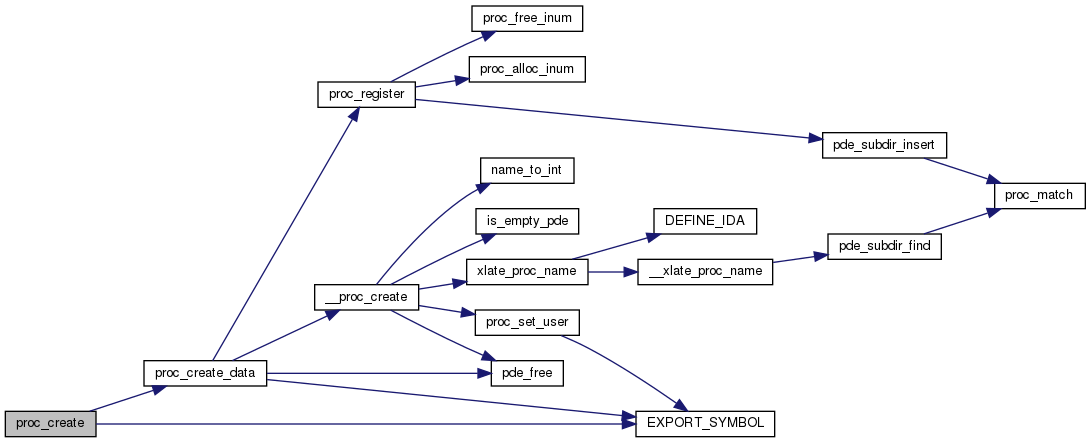 proc_free_inum
proc_alloc_inum
proc_register
pde_subdir_insert
name_to_int
proc_match
is_empty_pde
DEFINE_IDA
pde_subdir_find
xlate_proc_name
__xlate_proc_name
__proc_create
proc_set_user
proc_create_data
pde_free
proc_create
EXPORT_SYMBOL